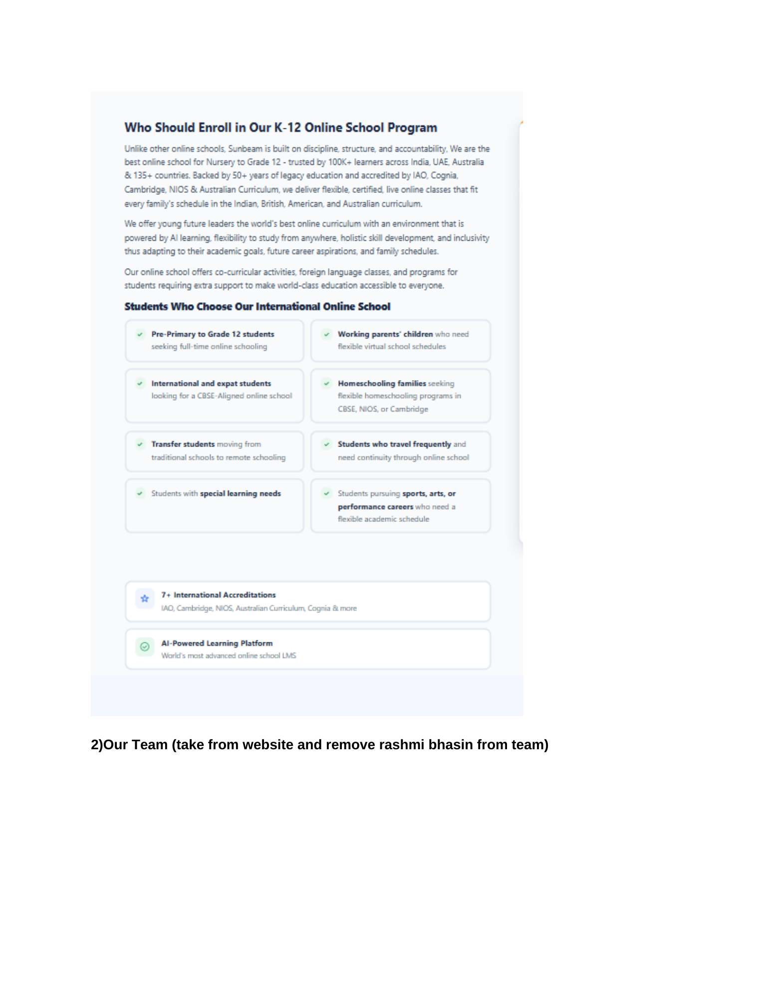 Who Should Enroll in Our K-12 Online School Program
Unlike other online schools, Sunbeam is built on discipline, structure, and accountability, We are the
best online school for Nursery to Grade 12 - trusted by 100K+ learners across India, UAE, Australia
& 135+ countries. Backed by 50+ years of legacy education and accredited by IAO, Cognia,
Cambridge, NIOS & Australian Curriculum, we deliver flexible, certified, live online classes that fit
every family's schedule in the Indian, British, American, and Australian curriculum.
We offer young future leaders the world's best online curriculum with an environment that is
powered by AI learning, flexibility to study from anywhere, holistic skill development, and inclusivity
thus adapting to their academic goals, future career aspirations, and family schedules.
Our online school offers co-curricular activities, foreign language classes, and programs for
students requiring extra support to make world-class education accessible to everyone.
Students Who Choose Our International Online School
Pre-Primary to Grade 12 students
seeking full-time online schooling
Working parents' children who need
flexible virtual school schedules
International and expat students
looking for a CBSE-Aligned online school
Homeschooling families seeking
flexible homeschooling programs in
CBSE, NIOS, or Cambridge
Transfer students moving from
traditional schools to remote schooling
Students who travel frequently and
need continuity through online school
Students with special learning needs
Students pursuing sports, arts, or
performance careers who need a
flexible academic schedule
7+ International Accreditations
IAO, Cambridge, NIOS, Australian Curriculum, Cognia & more
AI-Powered Learning Platform
World's most advanced online school LMS
2)Our Team (take from website and remove rashmi bhasin from team)